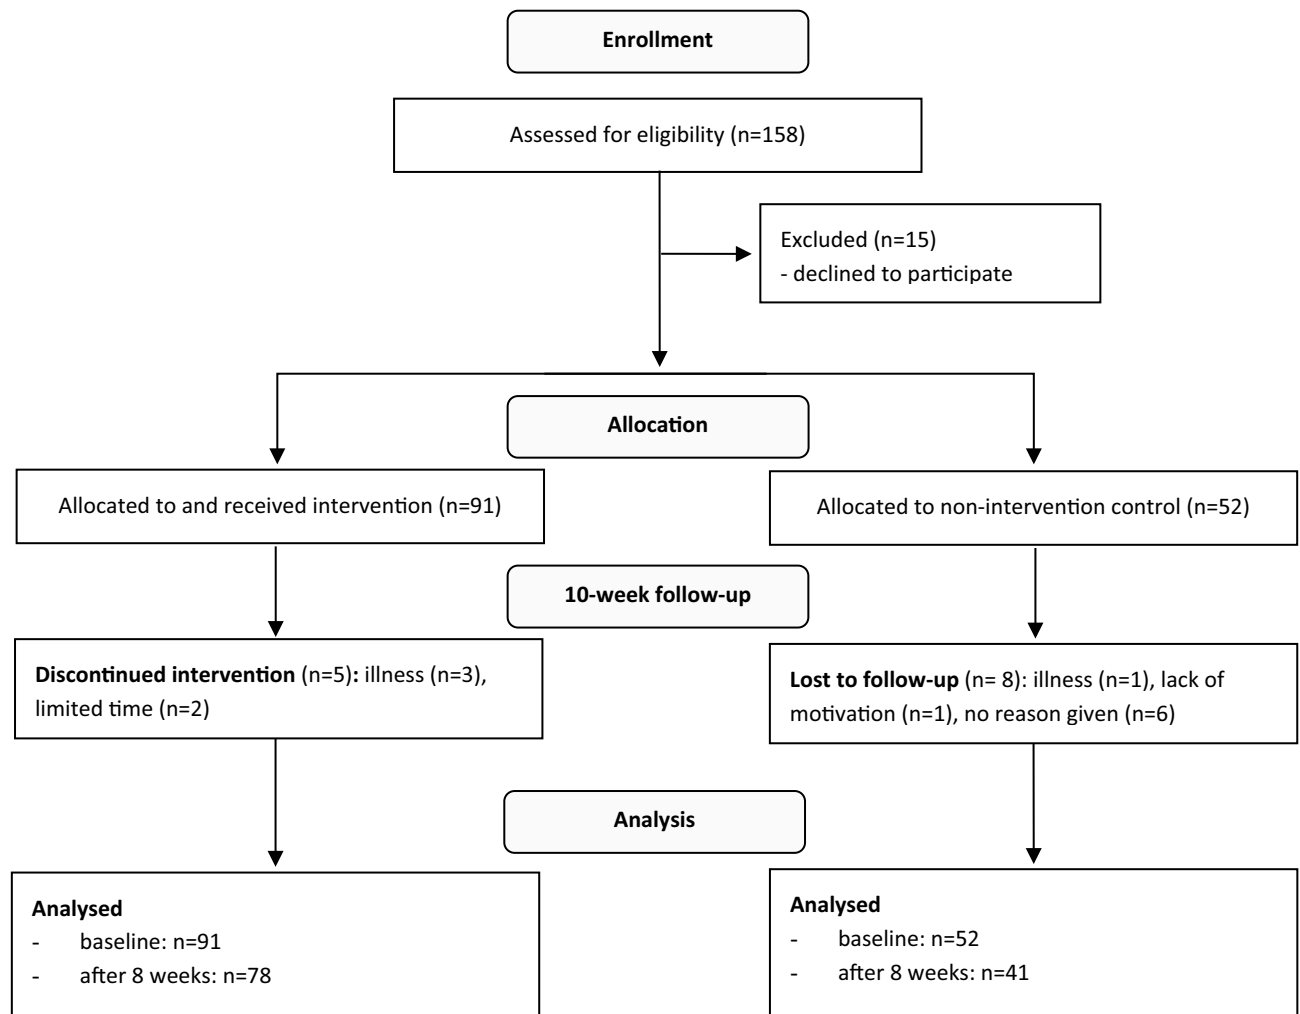 Enrollment
Assessed for eligibility (n=158)
Excluded (n=15)
- declined to participate
Allocation
Allocated to and received intervention (n=91)
Allocated to non-intervention control (n=52)
10-week follow-up
Discontinued intervention (n=5): illness (n=3),
limited time (n=2)
Lost to follow-up (n= 8): illness (n=1), lack of
motivation (n=1), no reason given (n=6)
Analysis
Analysed
- baseline: n=91
- after 8 weeks: n=78
Analysed
- baseline: n=52
- after 8 weeks: n=41